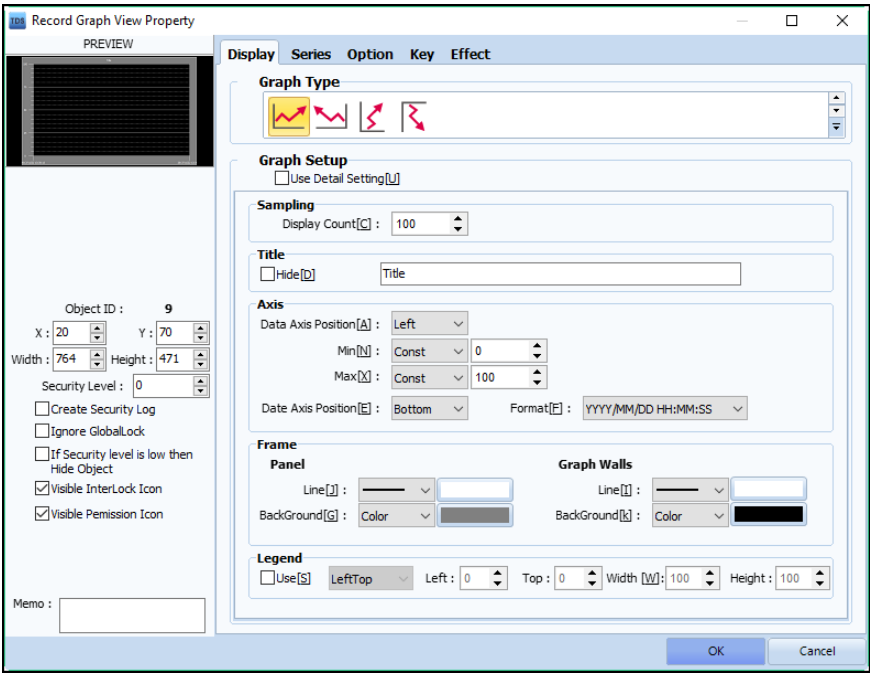 TDS Record Graph View Property
PREVIEW
Object ID : 9
X : 20 Y : 70
Width : 764 Height : 471
Security Level : 0
Create Security Log
Ignore GlobalLock
If Security level is low then
Hide Object
Visible InterLock Icon
Visible Pemission Icon
Memo :
Display Series Option Key Effect
Graph Type
Graph Setup
Use Detail Setting[U]
Sampling
Display Count[C] : 100
Title
Hide[D] Title
Axis
Data Axis Position[A] : Left
Min[N] : Const 0
Max[X] : Const 100
Date Axis Position[E] : Bottom Format[F] : YYYY/MM/DD HH:MM:SS
Frame
Panel Graph Walls
Line[J] : Line[I] :
BackGround[G] : Color BackGround[k] : Color
Legend
Use[S] LeftTop Left : 0 Top : 0 Width [W]: 100 Height : 100
OK Cancel